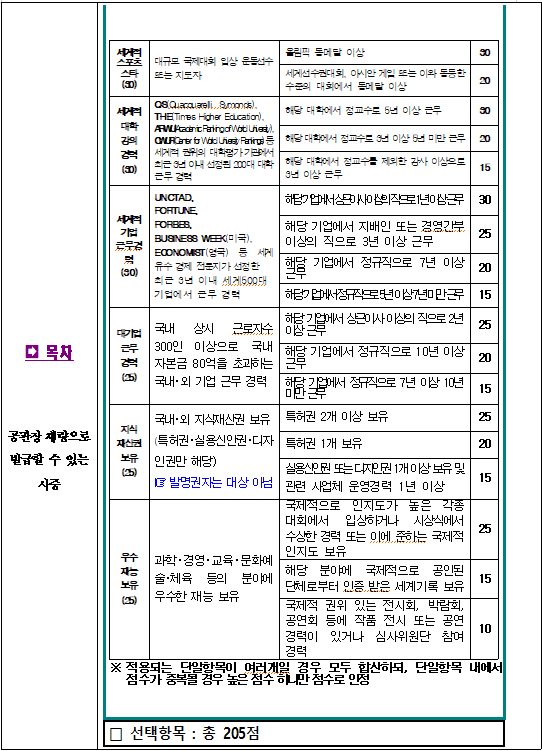 목차
공관장 재량으로
발급할 수 있는
사증
세계적
스포츠
스타
(30)
대규모 국제대회 입상 운동선수
또는 지도자
올림픽 동메달 이상
30
세계선수권대회, 아시안 게임 또는 이와 동등한
수준의 대회에서 동메달 이상
20
세계적
대학
강의
경력
(30)
QS(Quacquarelli, Symonds),
THE(Times Higher Education),
ARWU(Academic Ranking of World University),
CWUR(Center for World University Rankings) 등
세계적 권위의 대학평가 기관에서
최근 3년 이내 선정된 200대 대학
근무 경력
해당 대학에서 정교수로 5년 이상 근무
30
해당 대학에서 정교수로 3년 이상 5년 미만 근무
20
해당 대학에서 정교수를 제외한 강사 이상으로
3년 이상 근무
15
세계적
기업
근무경
력
(30)
UNCTAD,
FORTUNE,
FORBES,
BUSINESS WEEK(미국),
ECONOMIST(영국) 등 세계
유수 경제 전문지가 선정한
최근 3년 이내 세계500대
기업에서 근무 경력
해당기업에서 상근이사 이상의 직으로 1년 이상 근무
30
해당 기업에서 지배인 또는 경영간부
이상의 직으로 3년 이상 근무
25
해당 기업에서 정규직으로 7년 이상
근무
20
해당 기업에서 정규직으로 5년 이상 7년 미만 근무
15
대기업
근무
경력
(25)
국내 상시 근로자수
300인 이상으로 국내
자본금 80억을 초과하는
국내·외 기업 근무 경력
해당 기업에서 상근이사 이상의 직으로 2년
이상 근무
25
해당 기업에서 정규직으로 10년 이상
근무
20
해당 기업에서 정규직으로 7년 이상 10년
미만 근무
15
지식
재산권
보유
(25)
국내·외 지식재산권 보유
(특허권·실용신안권·디자
인권만 해당)
☞ 발명권자는 대상 아님
특허권 2개 이상 보유
25
특허권 1개 보유
20
실용신안권 또는 디자인권 1개 이상 보유 및
관련 사업체 운영경력 1년 이상
15
우수
재능
보유
(25)
과학·경영·교육·문화예
술·체육 등의 분야에
우수한 재능 보유
국제적으로 인지도가 높은 각종
대회에서 입상하거나 시상식에서
수상한 경력 또는 이에 준하는 국제적
인지도 보유
25
해당 분야에 국제적으로 공인된
단체로부터 인증 받은 세계기록 보유
15
국제적 권위 있는 전시회, 박람회,
공연회 등에 작품 전시 또는 공연
경력이 있거나 심사위원단 참여
경력
10
※ 적용되는 단일항목이 여러개일 경우 모두 합산하되, 단일항목 내에서
점수가 중복될 경우 높은 점수 하나만 점수로 인정
□ 선택항목 : 총 205점